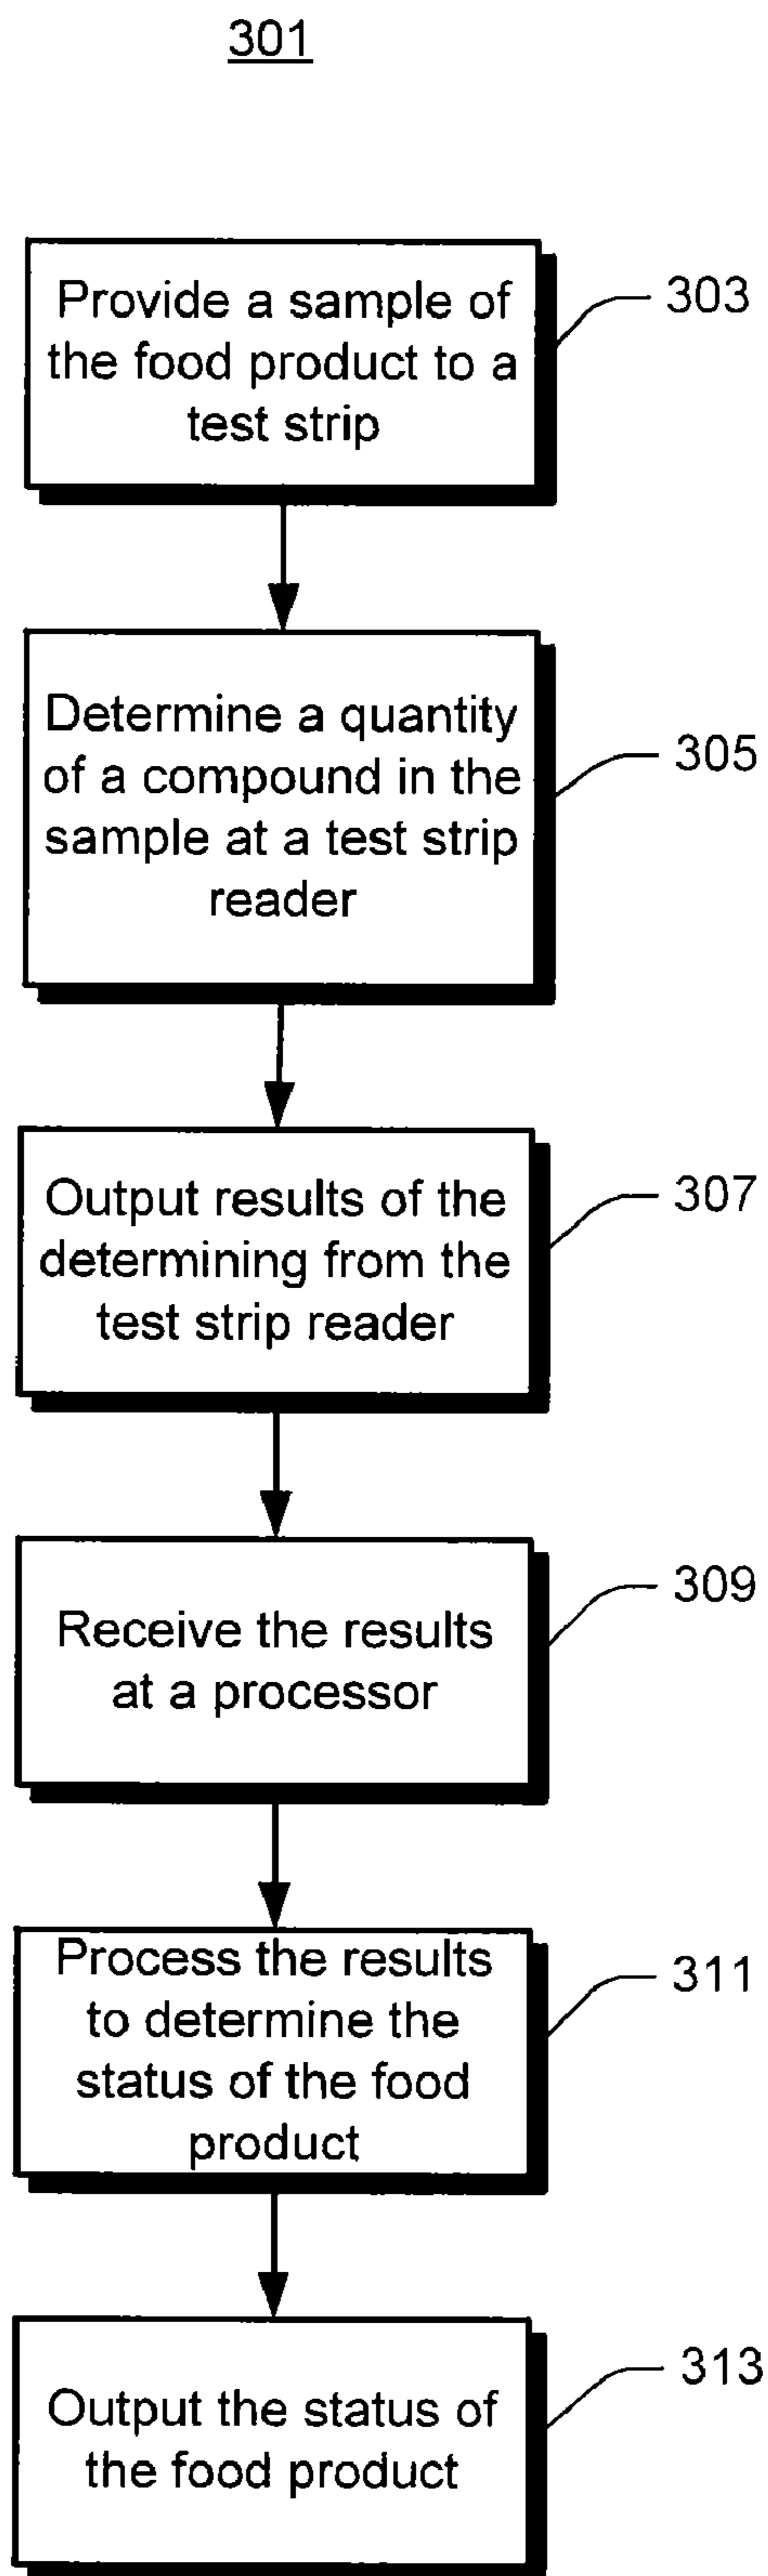 301
Provide a sample of
the food product to a
test strip
303
Determine a quantity
of a compound in the
sample at a test strip
reader
305
Output results of the
determining from the
test strip reader
307
Receive the results
at a processor
309
Process the results
to determine the
status of the food
product
311
Output the status of
the food product
313